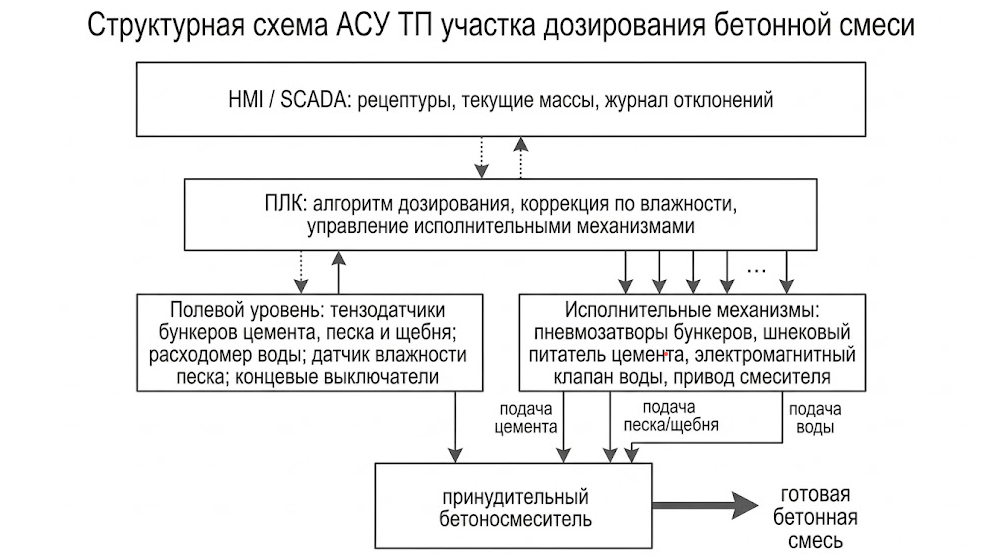 Структурная схема АСУ ТП участка дозирования бетонной смеси
HMI / SCADA: рецептуры, текущие массы, журнал отклонений
ПЛК: алгоритм дозирования, коррекция по влажности,
управление исполнительными механизмами
...
Полевой уровень: тензодатчики
бункеров цемента, песка и щебня;
расходомер воды; датчик влажности
песка; концевые выключатели
Исполнительные механизмы:
пневмозатворы бункеров, шнековый
питатель цемента, электромагнитный
клапан воды, привод смесителя
подача
цемента
подача
песка/щебня
подача
воды
принудительный
бетоносмеситель
готовая
бетонная
смесь